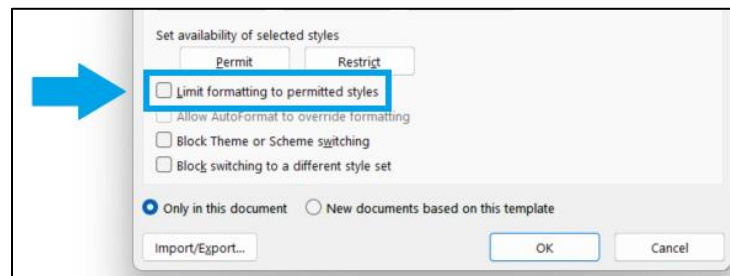 Set availability of selected styles
Permit Restrict
Limit formatting to permitted styles
Allow AutoFormat to override formatting
Block Theme or Scheme switching
Block switching to a different style set
Only in this document New documents based on this template
Import/Export... OK Cancel